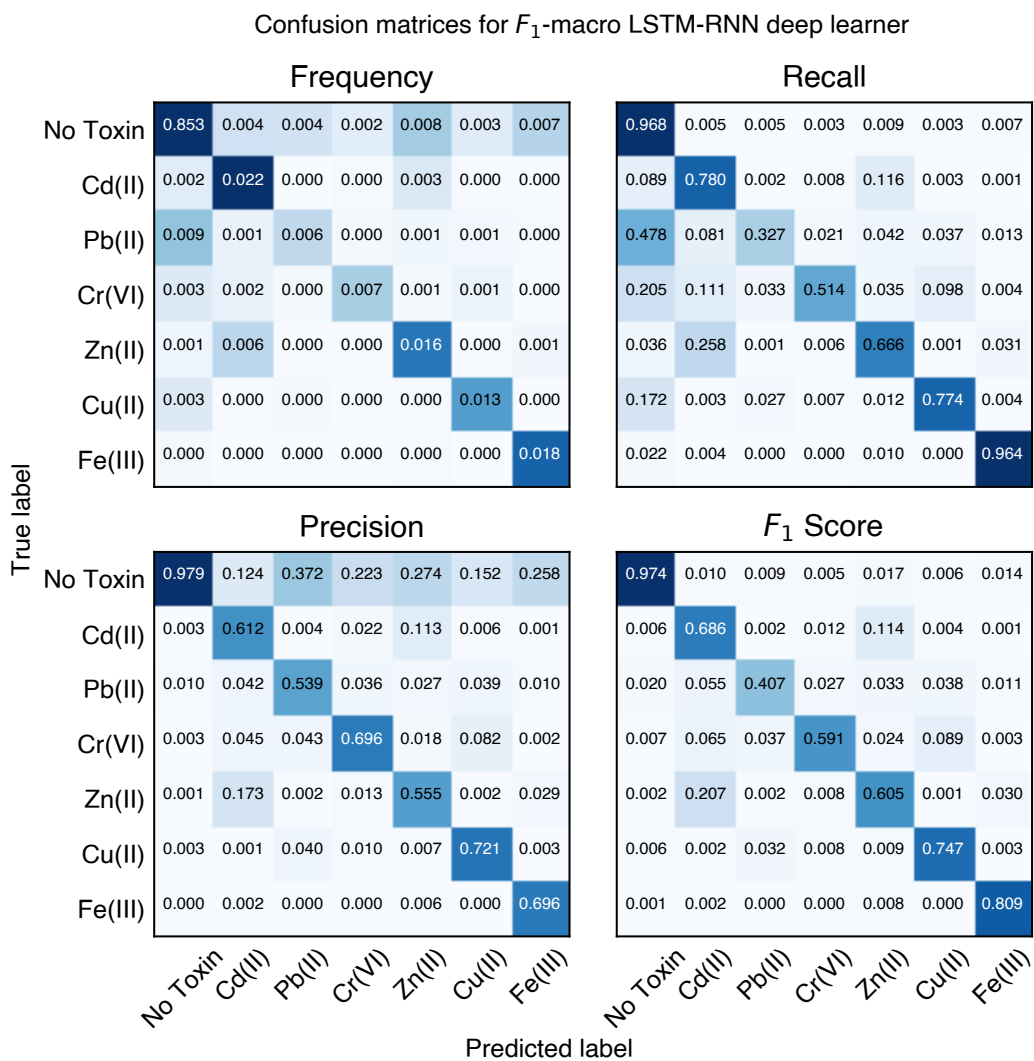 Confusion matrices for F₁-macro LSTM-RNN deep learner
Frequency Recall
No Toxin 0.853 0.004 0.004 0.002 0.008 0.003 0.007 0.968 0.005 0.005 0.003 0.009 0.003 0.007
Cd(II) 0.002 0.022 0.000 0.000 0.003 0.000 0.000 0.089 0.780 0.002 0.008 0.116 0.003 0.001
Pb(II) 0.009 0.001 0.006 0.000 0.001 0.001 0.000 0.478 0.081 0.327 0.021 0.042 0.037 0.013
Cr(VI) 0.003 0.002 0.000 0.007 0.001 0.001 0.000 0.205 0.111 0.033 0.514 0.035 0.098 0.004
Zn(II) 0.001 0.006 0.000 0.000 0.016 0.000 0.001 0.036 0.258 0.001 0.006 0.666 0.001 0.031
Cu(II) 0.003 0.000 0.000 0.000 0.000 0.013 0.000 0.172 0.003 0.027 0.007 0.012 0.774 0.004
Fe(III) 0.000 0.000 0.000 0.000 0.000 0.000 0.018 0.022 0.004 0.000 0.000 0.010 0.000 0.964
True label
Precision F₁ Score
No Toxin 0.979 0.124 0.372 0.223 0.274 0.152 0.258 0.974 0.010 0.009 0.005 0.017 0.006 0.014
Cd(II) 0.003 0.612 0.004 0.022 0.113 0.006 0.001 0.006 0.686 0.002 0.012 0.114 0.004 0.001
Pb(II) 0.010 0.042 0.539 0.036 0.027 0.039 0.010 0.020 0.055 0.407 0.027 0.033 0.038 0.011
Cr(VI) 0.003 0.045 0.043 0.696 0.018 0.082 0.002 0.007 0.065 0.037 0.591 0.024 0.089 0.003
Zn(II) 0.001 0.173 0.002 0.013 0.555 0.002 0.029 0.002 0.207 0.002 0.008 0.605 0.001 0.030
Cu(II) 0.003 0.001 0.040 0.010 0.007 0.721 0.003 0.006 0.002 0.032 0.008 0.009 0.747 0.003
Fe(III) 0.000 0.002 0.000 0.000 0.006 0.000 0.696 0.001 0.002 0.000 0.000 0.008 0.000 0.809
No Toxin Cd(II) Pb(II) Cr(VI) Zn(II) Cu(II) Fe(III) No Toxin Cd(II) Pb(II) Cr(VI) Zn(II) Cu(II) Fe(III)
Predicted label